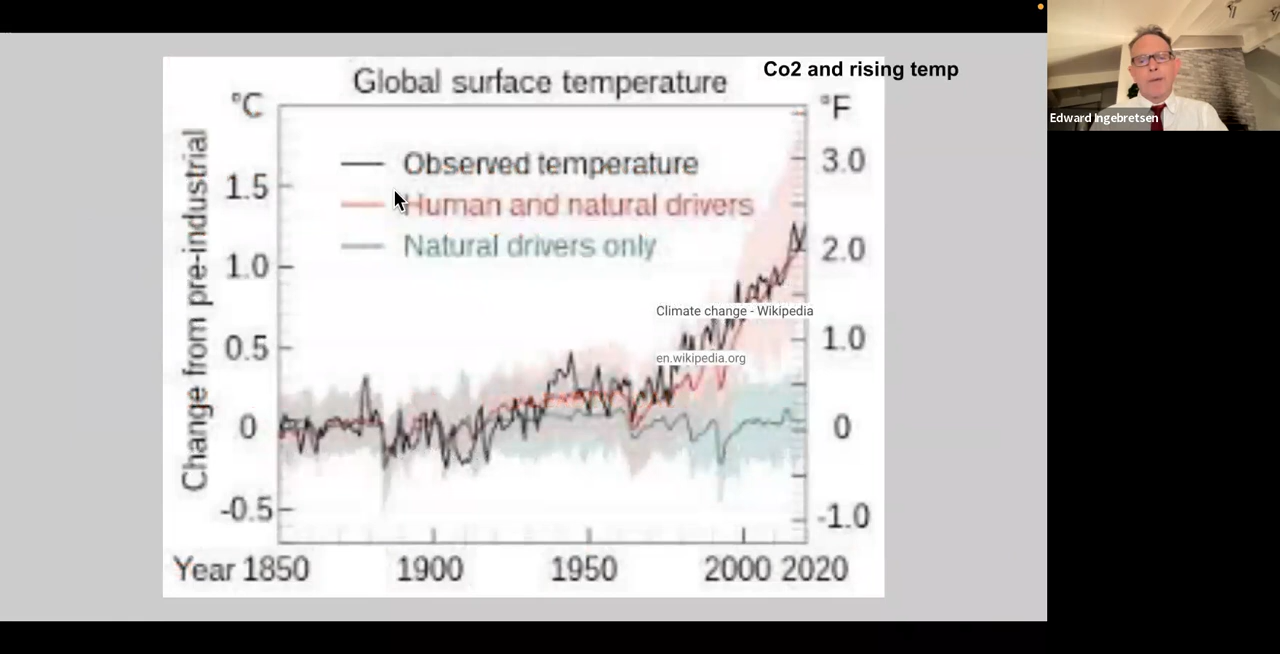 Co2 and rising temp
Global surface temperature
°C
°F
Change from pre-industrial
Observed temperature
Human and natural drivers
Natural drivers only
1.5
1.0
0.5
0
-0.5
3.0
2.0
1.0
0
-1.0
Climate change - Wikipedia
en.wikipedia.org
Year 1850 1900 1950 2000 2020
Edward Ingebretsen